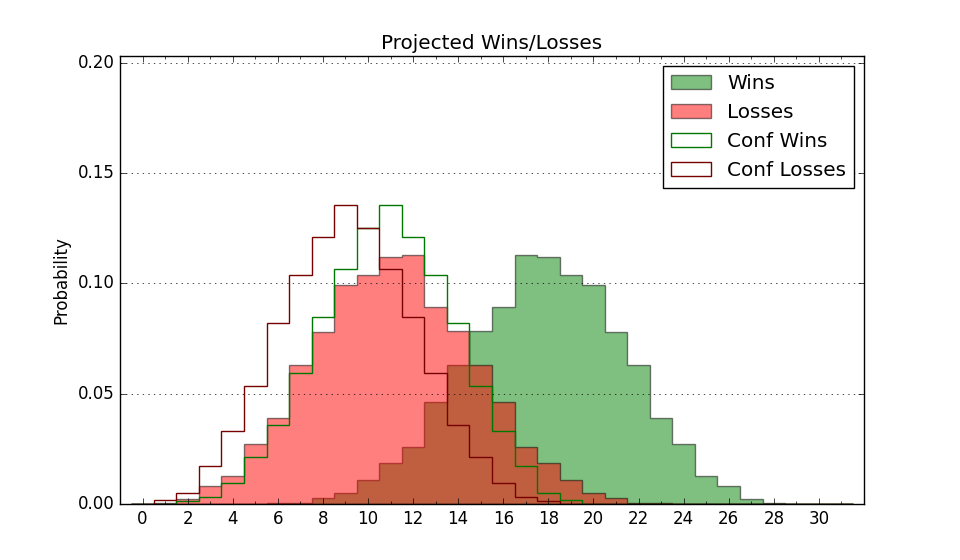 Projected Wins/Losses
Wins
Losses
Conf Wins
Conf Losses
Probability
0.20
0.15
0.10
0.05
0.00
0 2 4 6 8 10 12 14 16 18 20 22 24 26 28 30